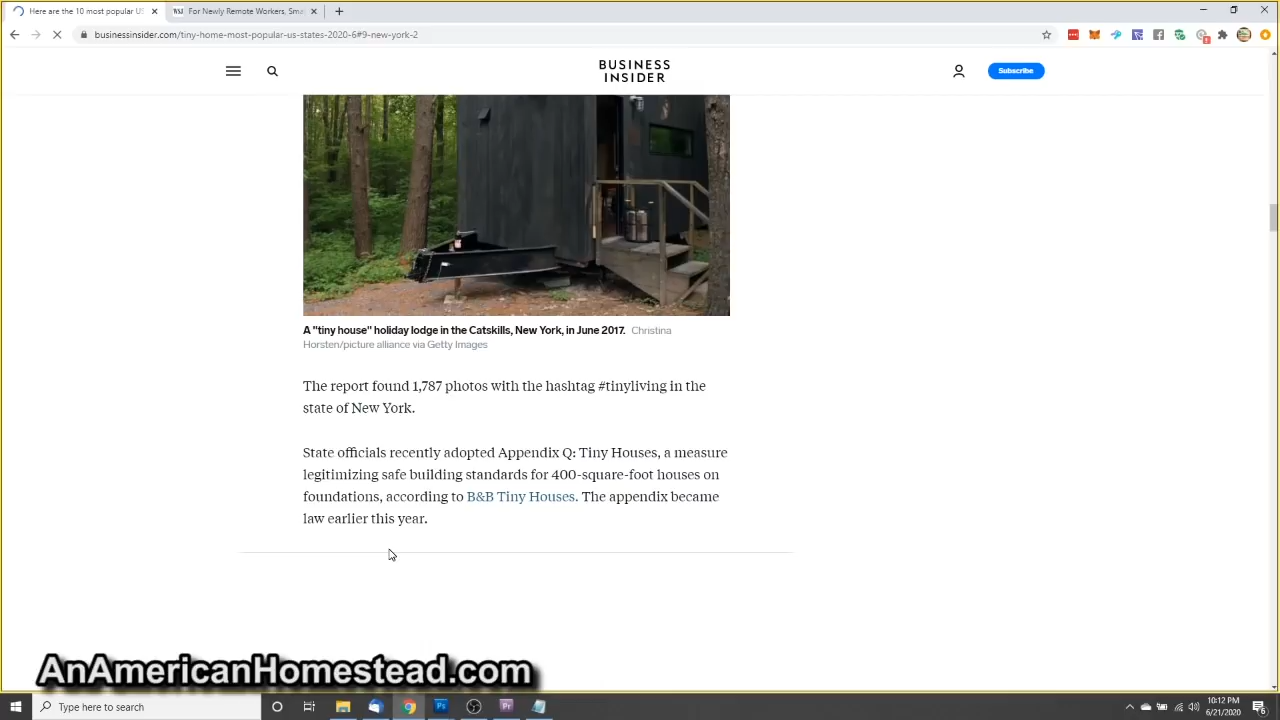 Here are the 10 most popular US
WSJ
For Newly Remote Workers, Smal
businessinsider.com/tiny-home-most-popular-us-states-2020-6#9-new-york-2
BUSINESS
INSIDER
Subscribe
A "tiny house" holiday lodge in the Catskills, New York, in June 2017. Christina
Horsten/picture alliance via Getty Images
The report found 1,787 photos with the hashtag #tinyliving in the
state of New York.
State officials recently adopted Appendix Q: Tiny Houses, a measure
legitimizing safe building standards for 400-square-foot houses on
foundations, according to B&B Tiny Houses. The appendix became
law earlier this year.
AnAmericanHomestead.com
Type here to search
Ps
Pr
10:12 PM
6/21/2020